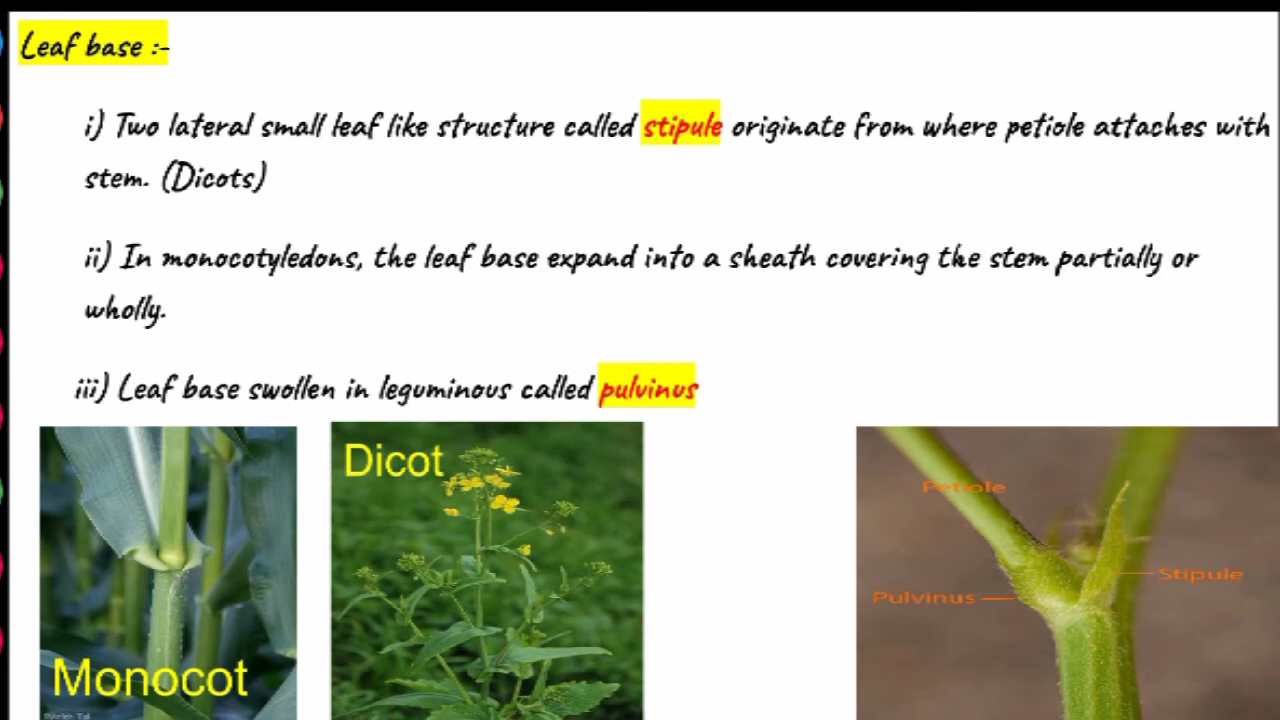 Leaf base :-
i) Two lateral small leaf like structure called stipule originate from where petiole attaches with
stem. (Dicots)
ii) In monocotyledons, the leaf base expand into a sheath covering the stem partially or
wholly.
iii) Leaf base swollen in leguminous called pulvinus
Dicot
Petiole
Stipule
Pulvinus
Monocot